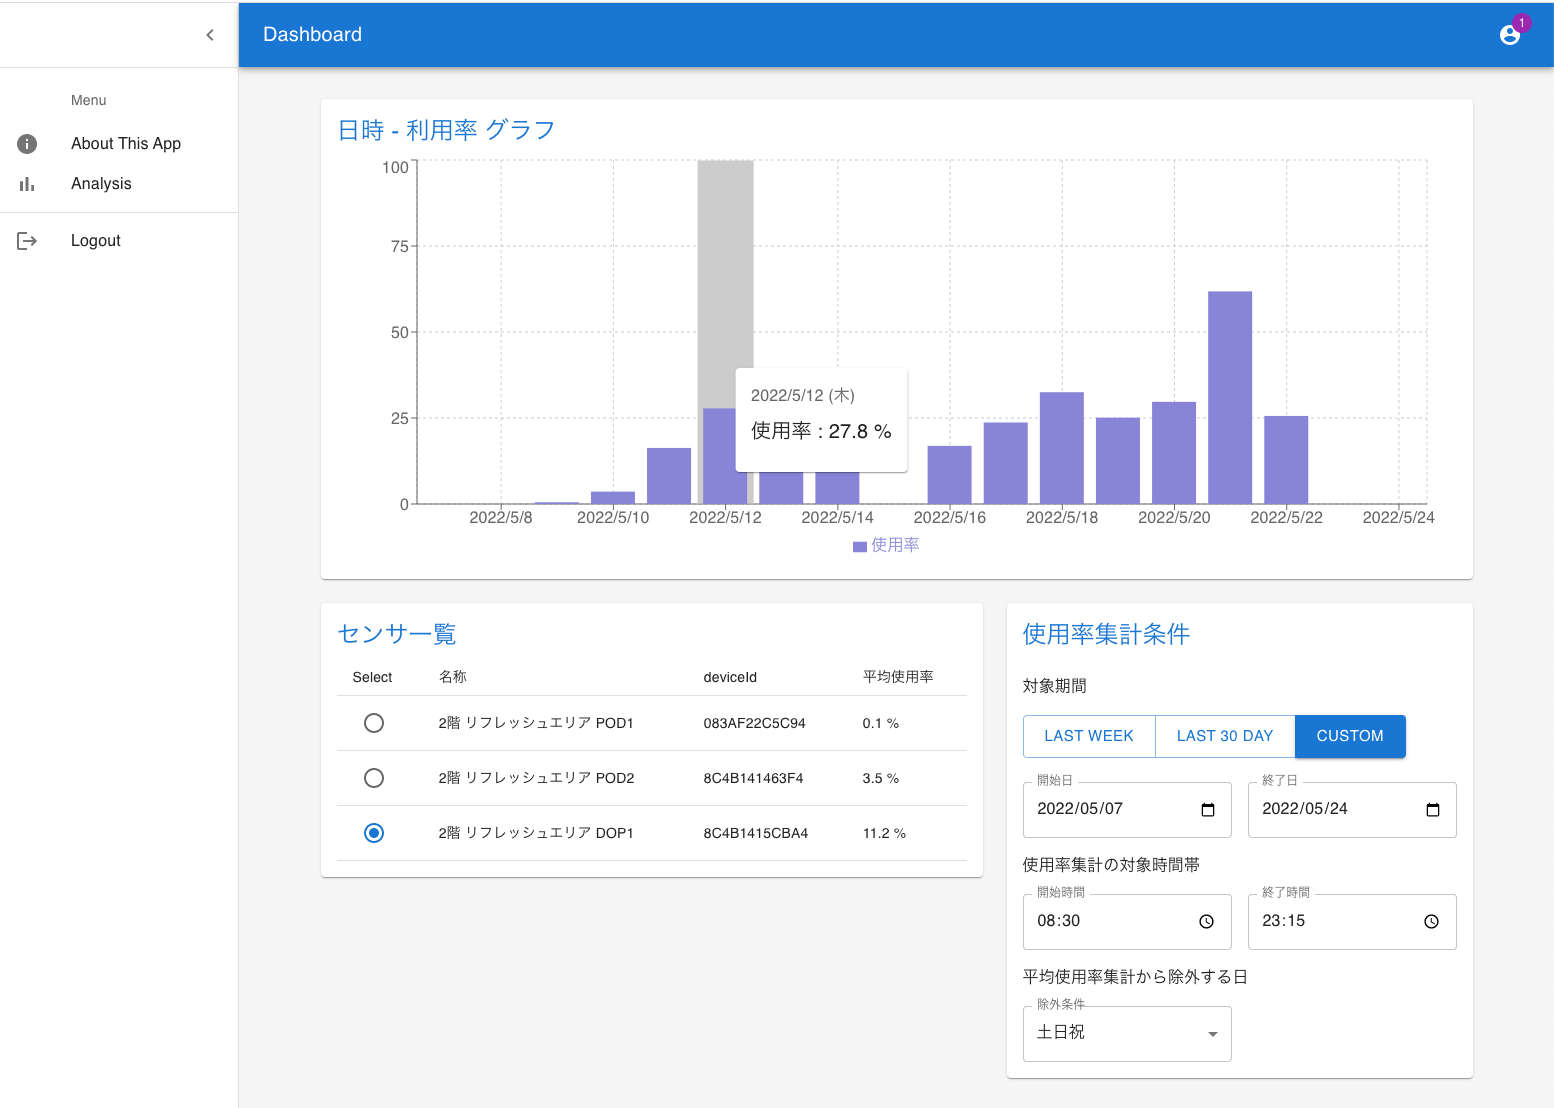 Dashboard
1
Menu
About This App
Analysis
Logout
日時 - 利用率 グラフ
100
75
50
25
0
2022/5/12 (木)
使用率 : 27.8 %
2022/5/8
2022/5/10
2022/5/12
2022/5/14
2022/5/16
2022/5/18
2022/5/20
2022/5/22
2022/5/24
使用率
センサ一覧
Select 名称 deviceId 平均使用率
2階 リフレッシュエリア POD1 083AF22C5C94 0.1 %
2階 リフレッシュエリア POD2 8C4B141463F4 3.5 %
2階 リフレッシュエリア DOP1 8C4B1415CBA4 11.2 %
使用率集計条件
対象期間
LAST WEEK LAST 30 DAY CUSTOM
開始日 終了日
2022/05/07 2022/05/24
使用率集計の対象時間帯
開始時間 終了時間
08:30 23:15
平均使用率集計から除外する日
除外条件
土日祝